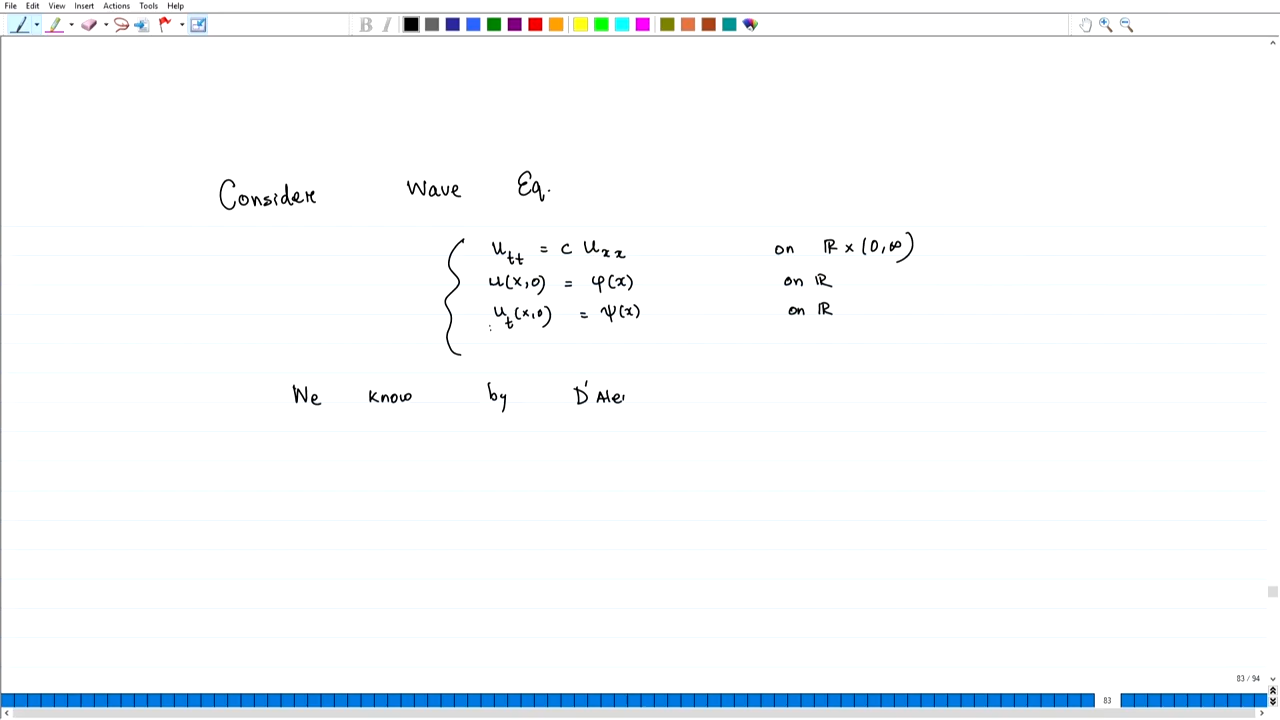 File Edit View Insert Actions Tools Help
B I
Consider Wave Eq.
u_tt = c u_xx on ℝ × (0,∞)
u(x,0) = φ(x) on ℝ
u_t(x,0) = ψ(x) on ℝ
We know by D'Ale
83 / 94
83